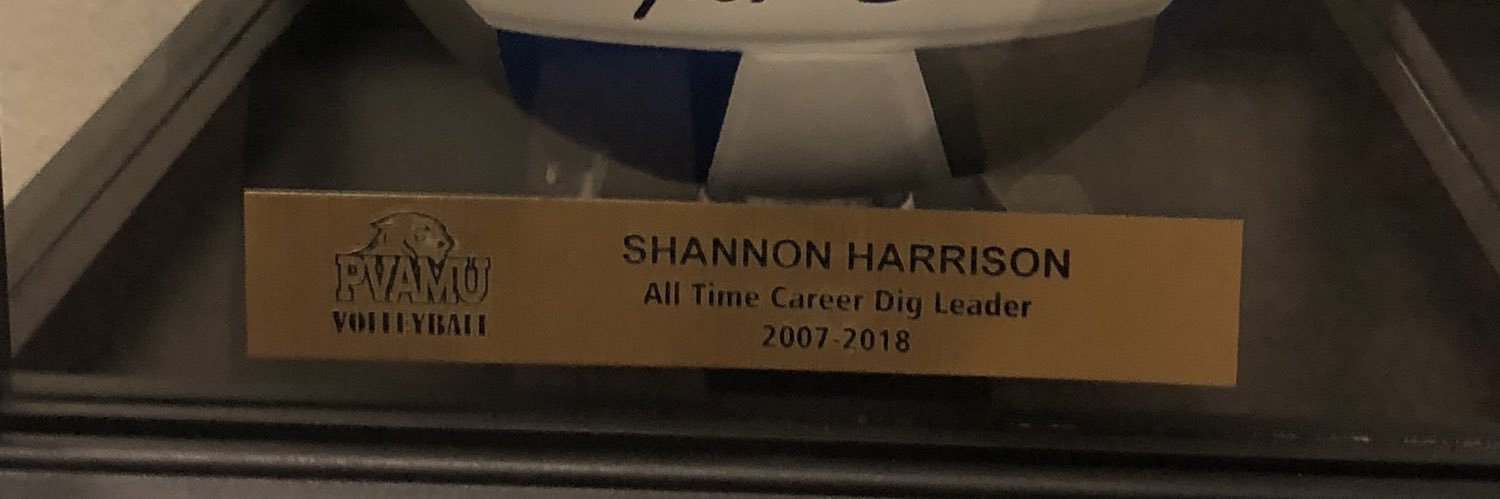 PVAMU
VOLLEYBALL
SHANNON HARRISON
All Time Career Dig Leader
2007-2018